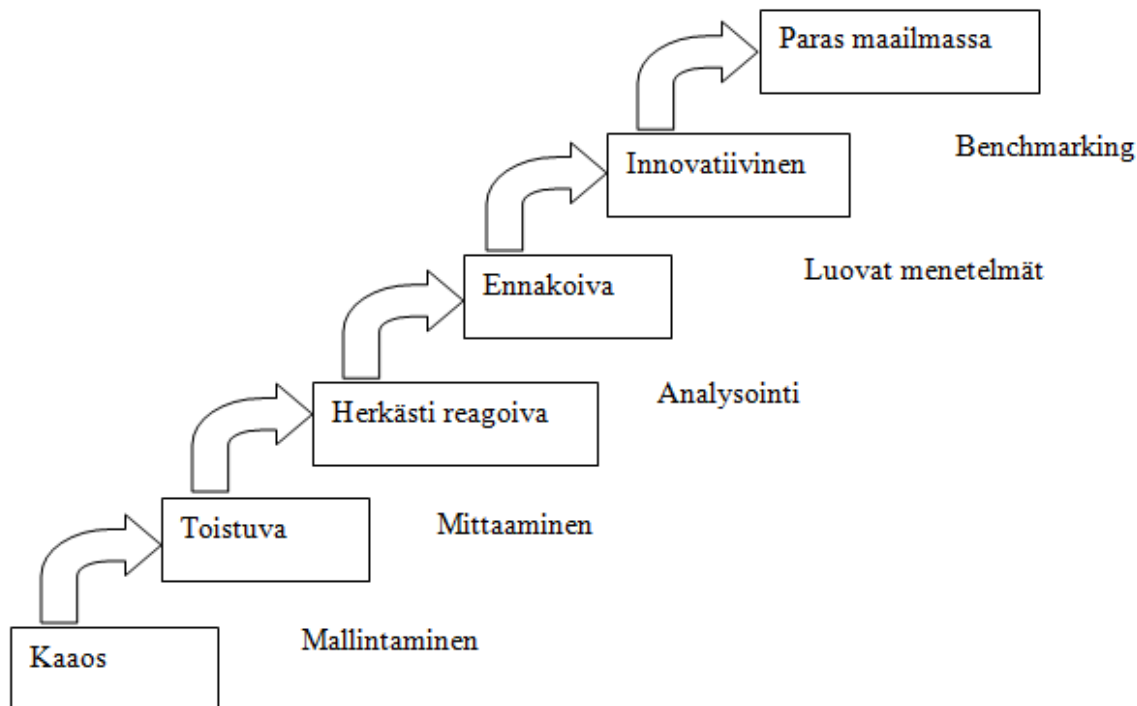 Paras maailmassa
Benchmarking
Innovatiivinen
Luovat menetelmät
Ennakoiva
Analysointi
Herkästi reagoiva
Mittaaminen
Toistuva
Mallintaminen
Kaaos